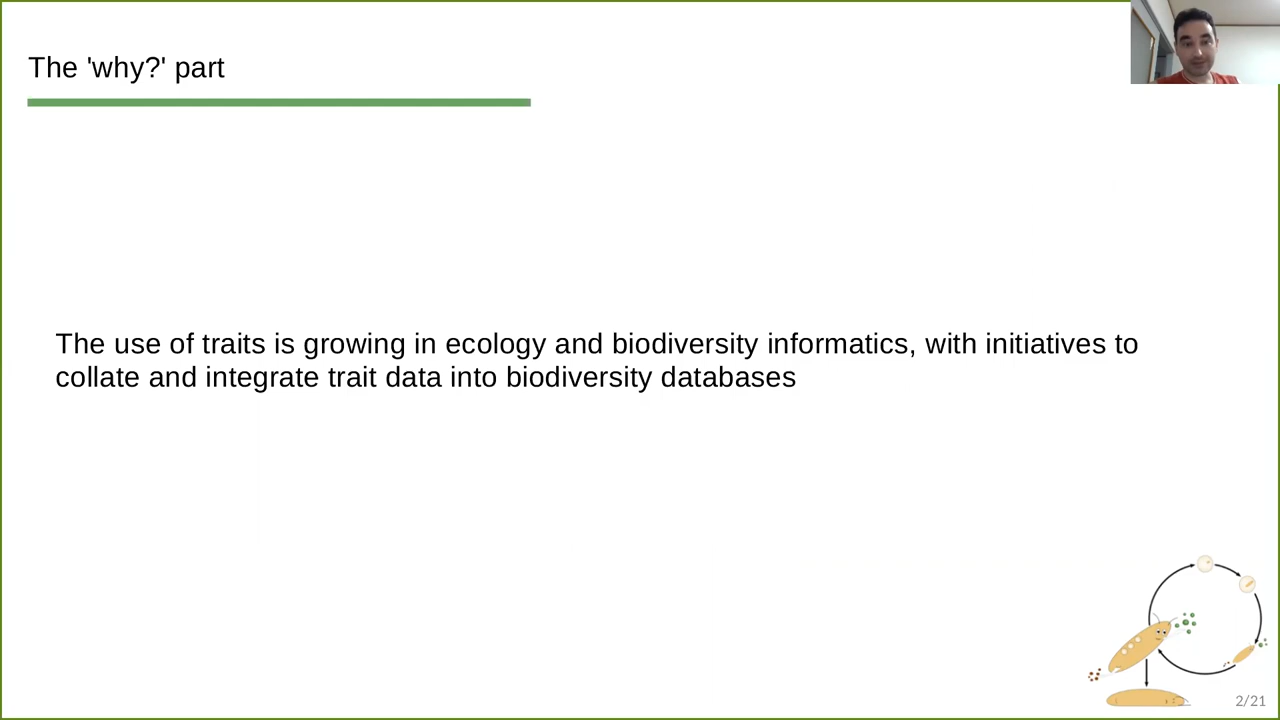 The 'why?' part
The use of traits is growing in ecology and biodiversity informatics, with initiatives to
collate and integrate trait data into biodiversity databases
2/21